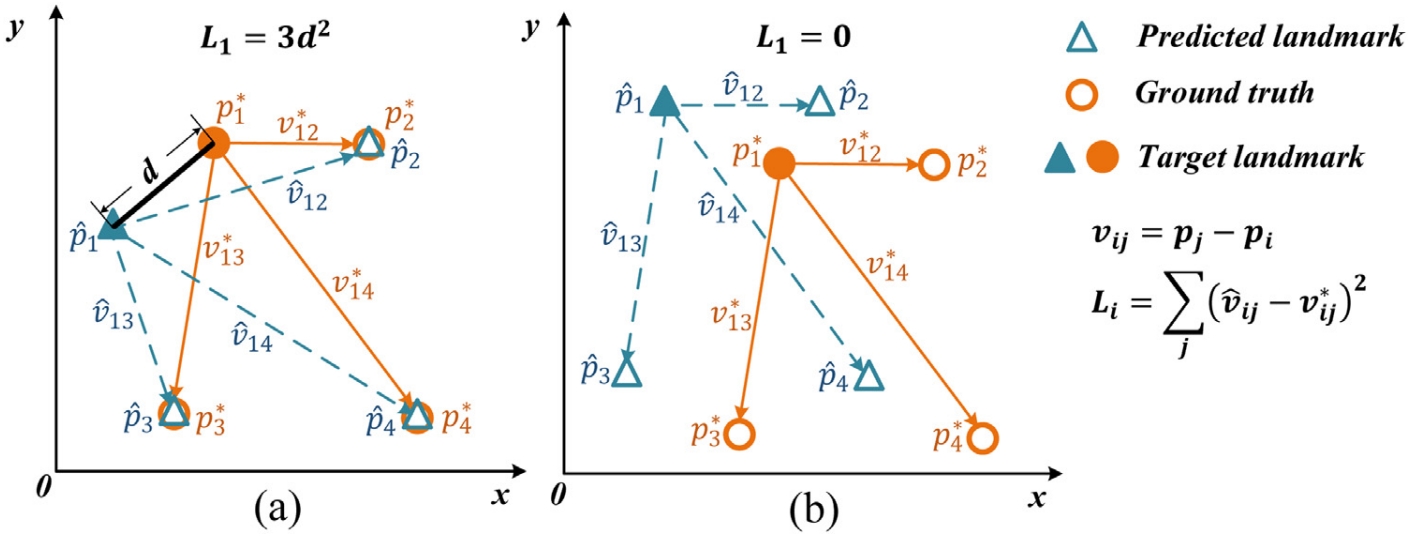 y
L₁ = 3d²
p₁*
v₁₂*
p₂*
p̂₂
d
v̂₁₂
p̂₁
v₁₃*
v₁₄*
v̂₁₃
v̂₁₄
p̂₃
p₃*
p̂₄
p₄*
0
x
(a)
y
L₁ = 0
p̂₁
v̂₁₂
p̂₂
p₁*
v₁₂*
p₂*
v̂₁₃
v̂₁₄
v₁₄*
v₁₃*
p̂₃
p̂₄
p₃*
p₄*
0
x
(b)
Predicted landmark
Ground truth
Target landmark
vᵢⱼ = pⱼ − pᵢ
Lᵢ = ∑ⱼ(v̂ᵢⱼ − vᵢⱼ*)²